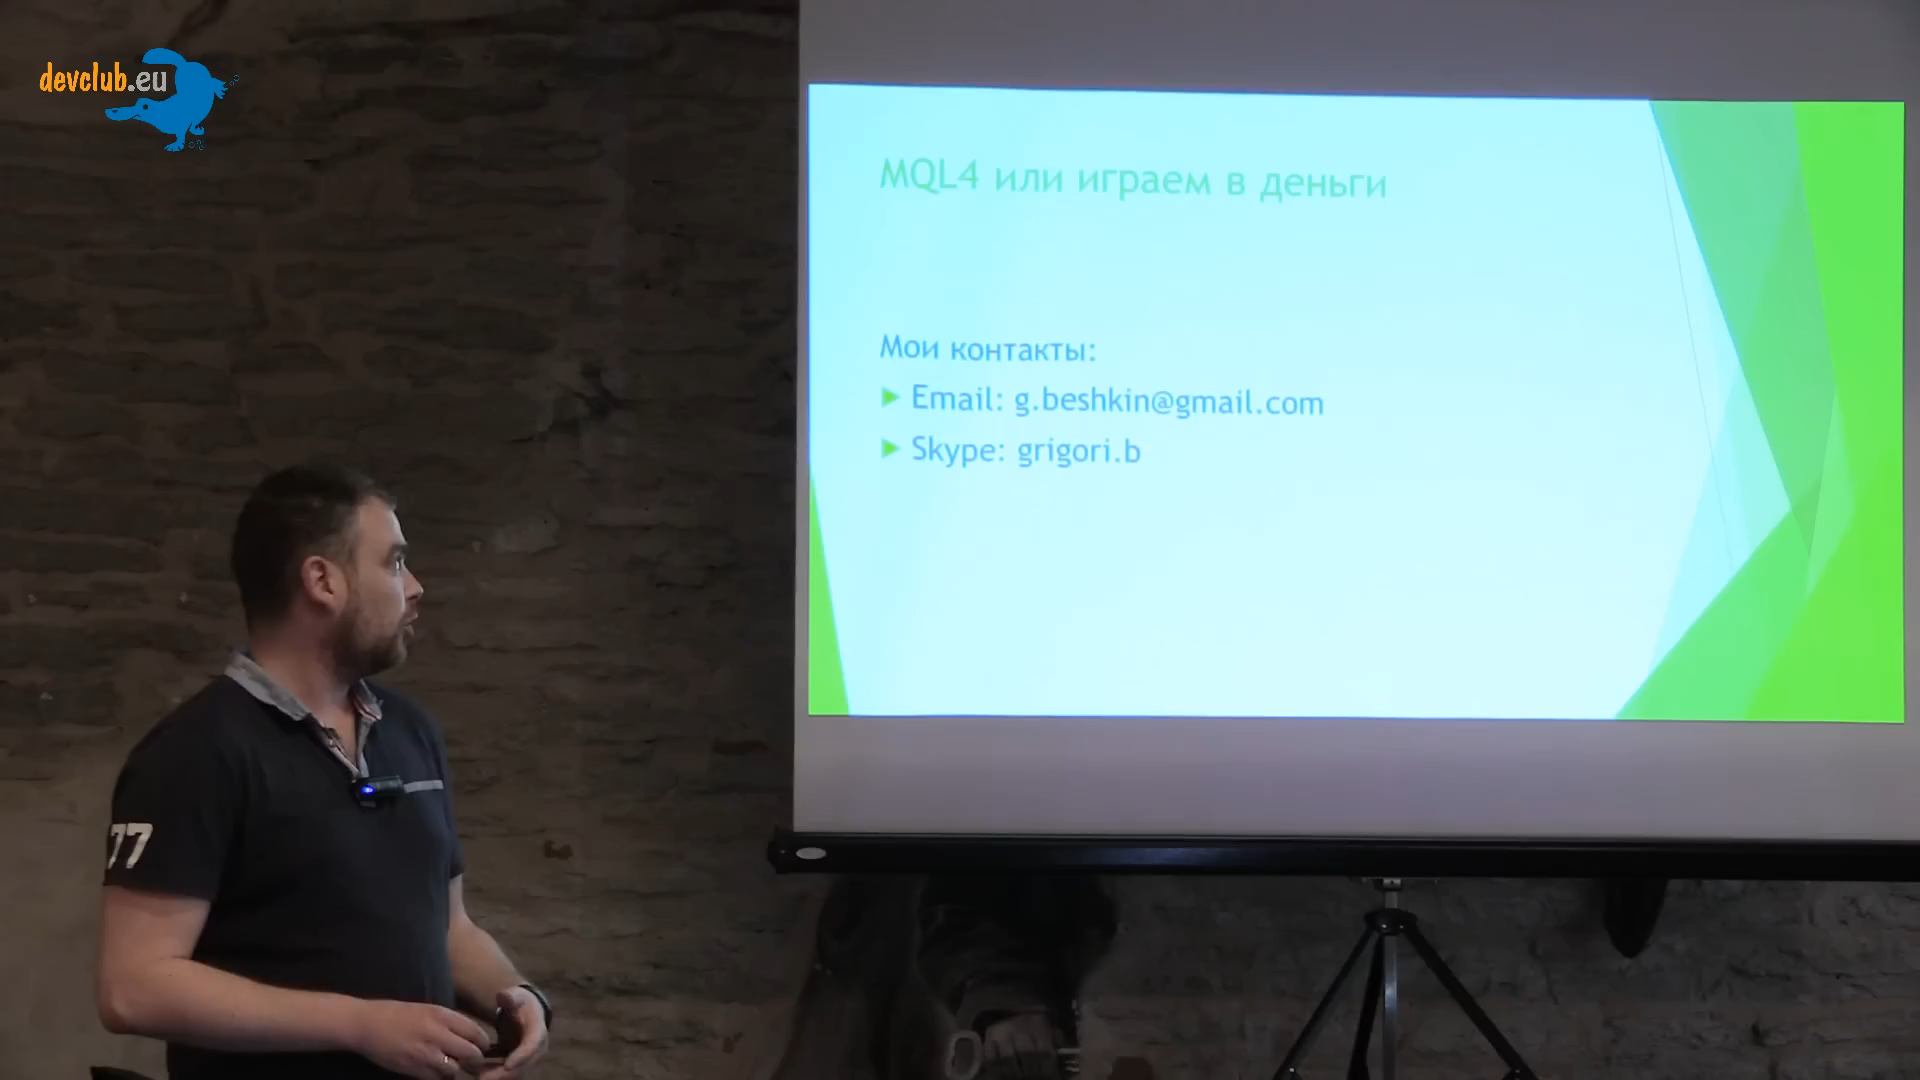 devclub.eu
MQL4 или играем в деньги
Мои контакты:
Email: g.beshkin@gmail.com
Skype: grigori.b
77